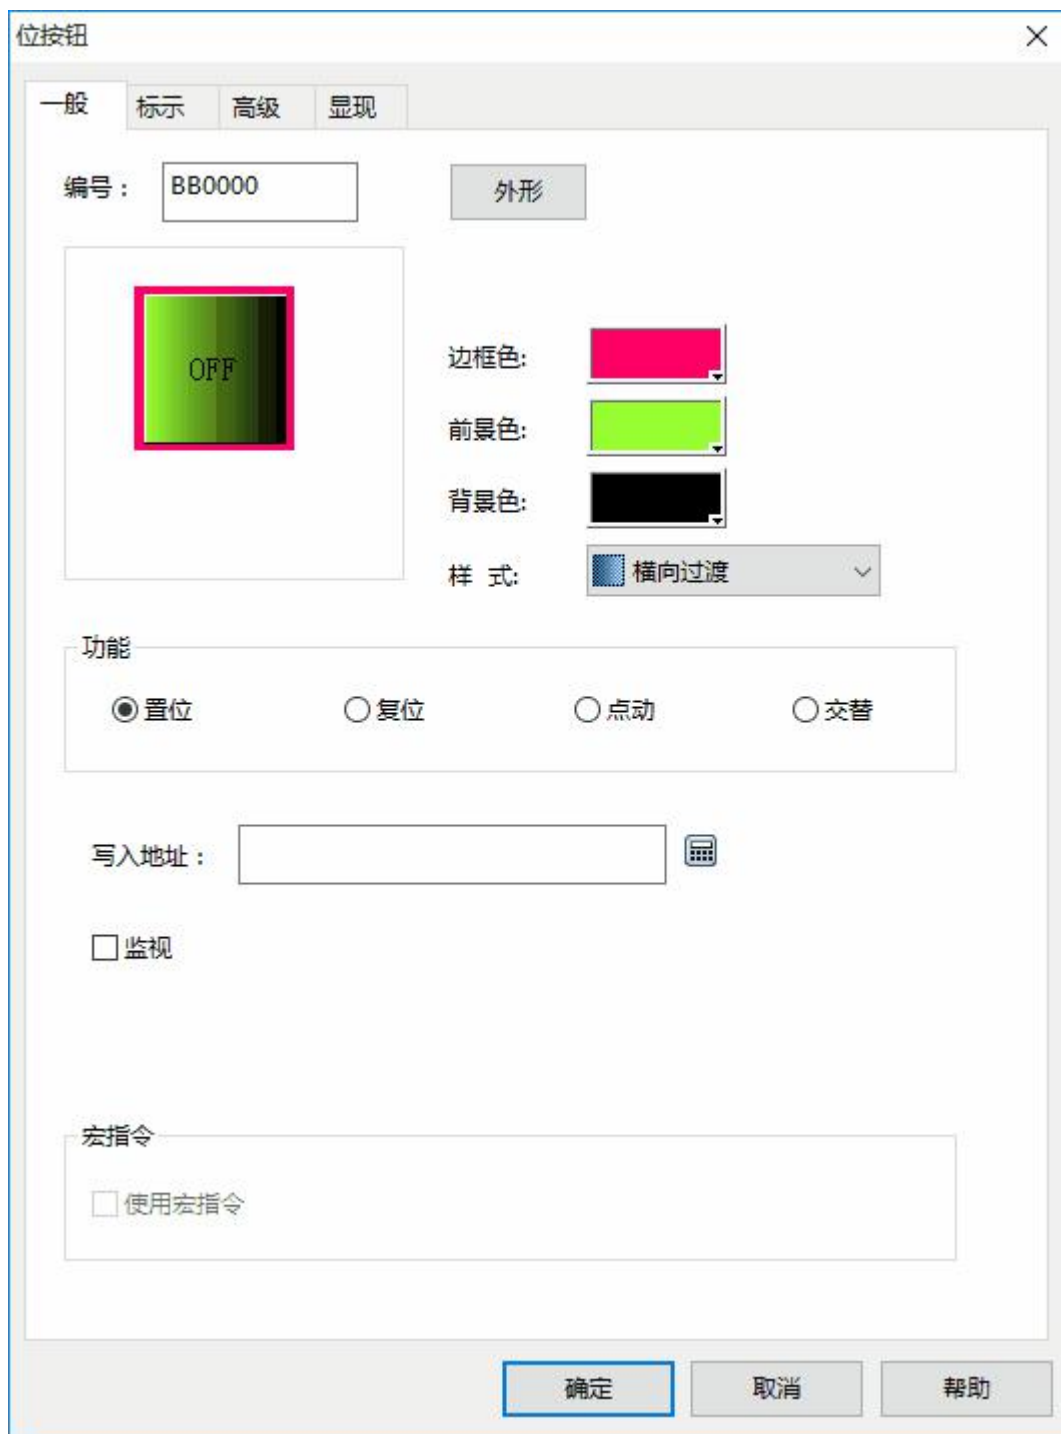 位按钮
一般 标示 高级 显现
编号： BB0000 外形
OFF
边框色:
前景色:
背景色:
样 式: 横向过渡
功能
置位 复位 点动 交替
写入地址：
监视
宏指令
使用宏指令
确定 取消 帮助